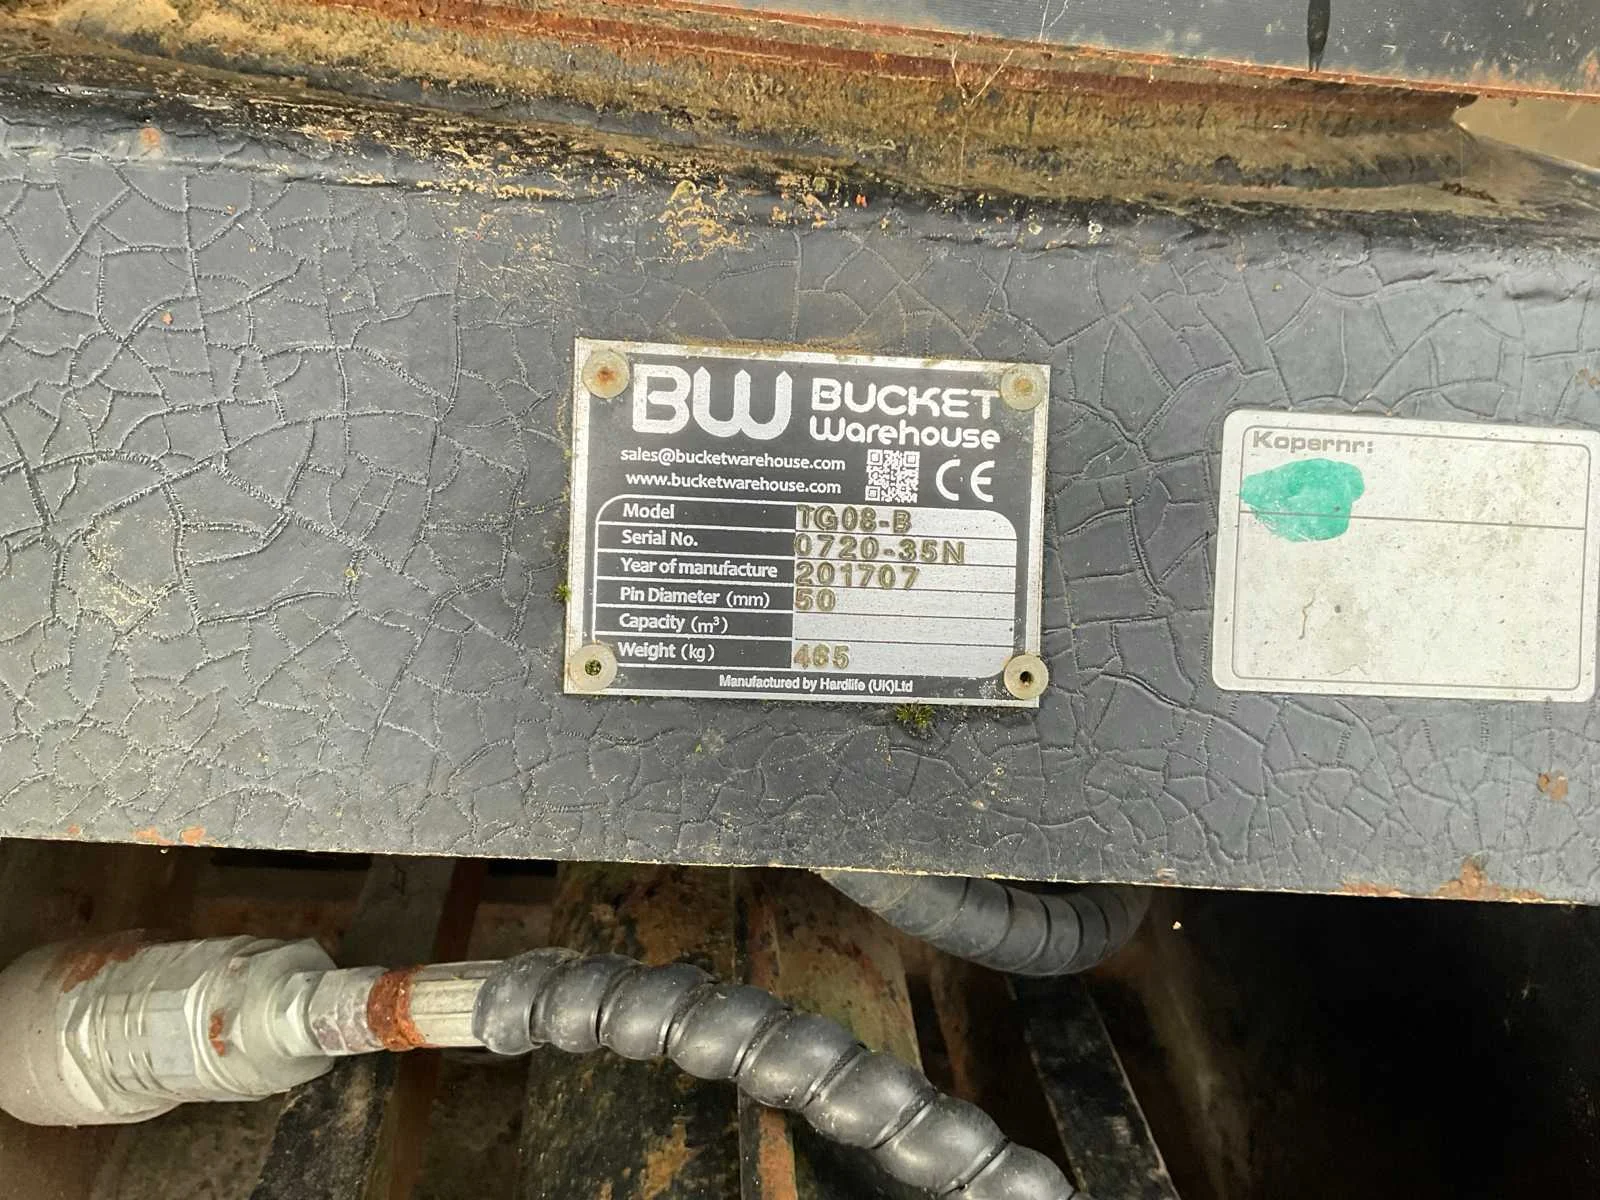 BW BUCKET
Warehouse
sales@bucketwarehouse.com
www.bucketwarehouse.com
CE
Model TG08-B
Serial No. 0720-35N
Year of manufacture 201707
Pin Diameter (mm) 50
Capacity (m³)
Weight (kg) 465
Manufactured by Hardlife (UK)Ltd
Kopernr: